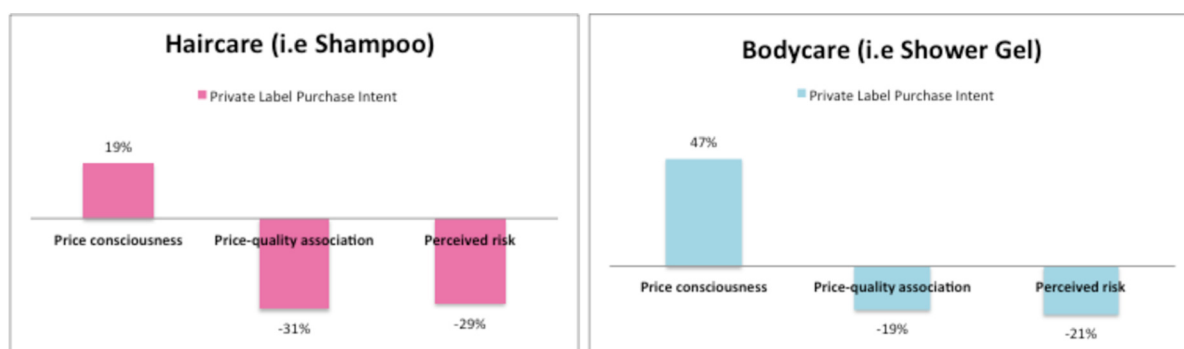 Haircare (i.e Shampoo)
Private Label Purchase Intent
19%
Price consciousness
Price-quality association
Perceived risk
-31%
-29%
Bodycare (i.e Shower Gel)
Private Label Purchase Intent
47%
Price consciousness
Price-quality association
Perceived risk
-19%
-21%